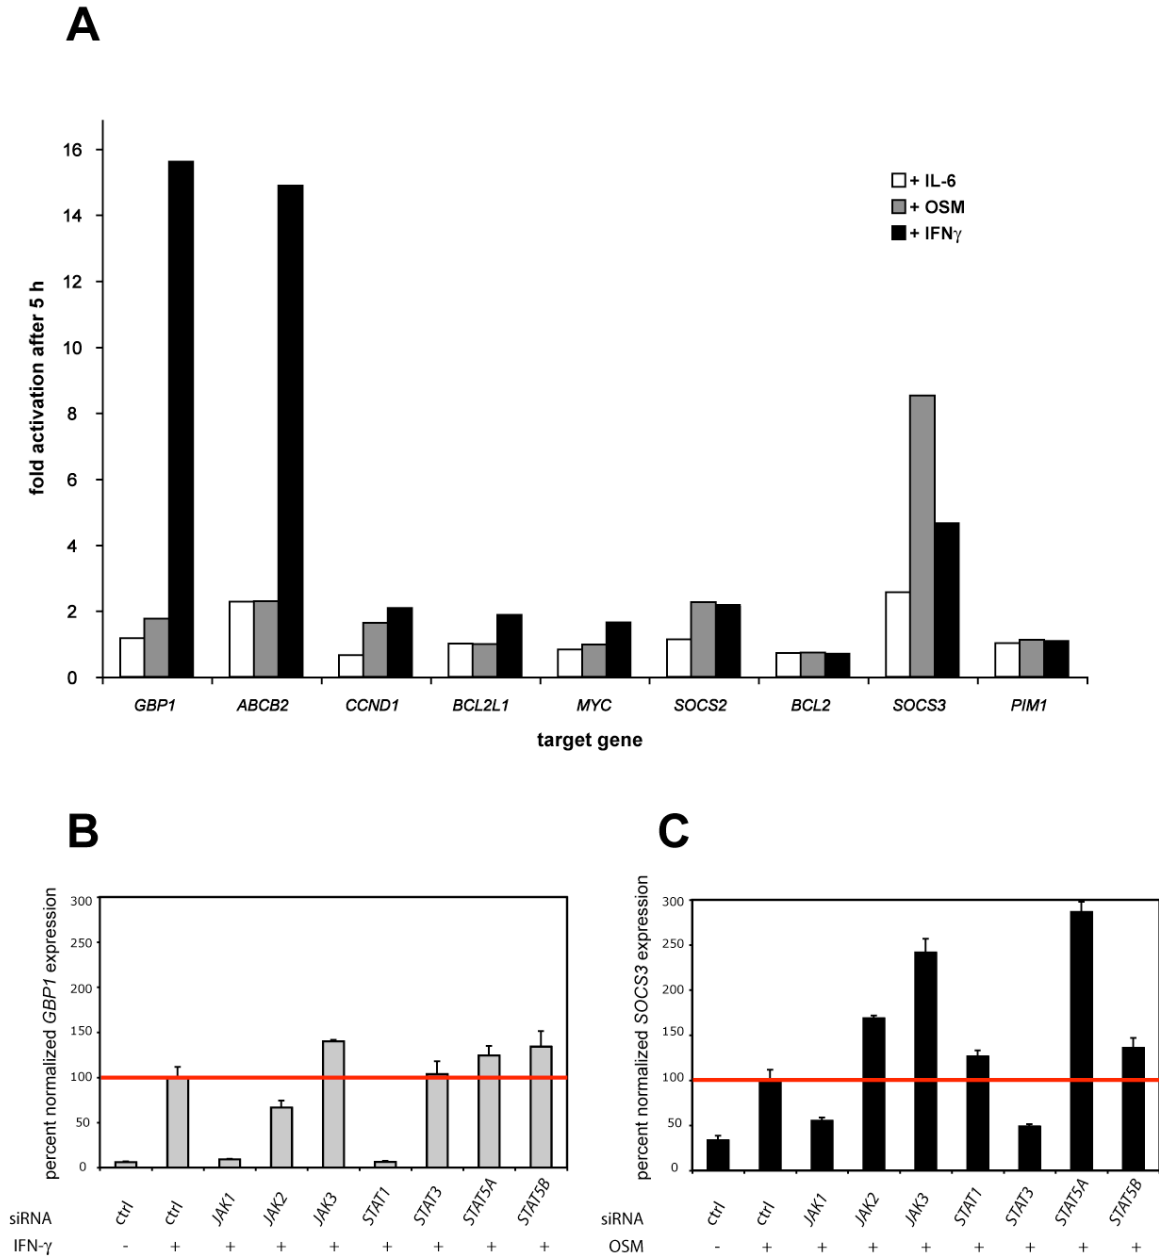 A
fold activation after 5 h
16
14
12
10
8
6
4
2
0
+ IL-6
+ OSM
+ IFNγ
GBP1 ABCB2 CCND1 BCL2L1 MYC SOCS2 BCL2 SOCS3 PIM1
target gene
B
percent normalized GBP1 expression
300
250
200
150
100
50
0
siRNA ctrl ctrl JAK1 JAK2 JAK3 STAT1 STAT3 STAT5A STAT5B
IFN-γ - + + + + + + + +
C
percent normalized SOCS3 expression
300
250
200
150
100
50
0
siRNA ctrl ctrl JAK1 JAK2 JAK3 STAT1 STAT3 STAT5A STAT5B
OSM - + + + + + + + +